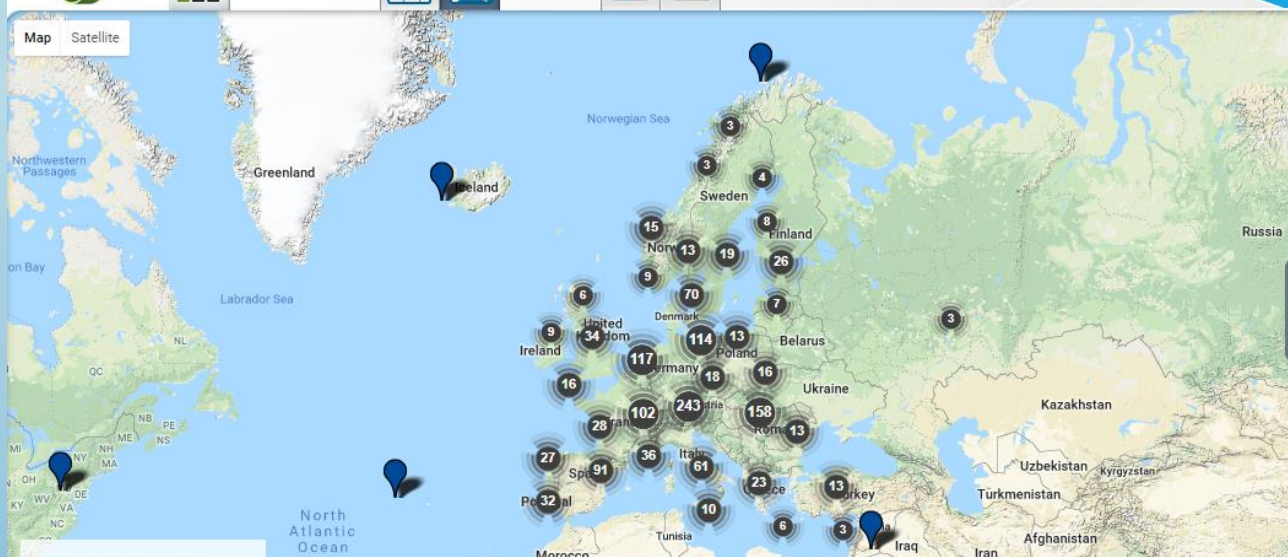 Map Satellite
Norwegian Sea
3
Northwestern
Passages
Greenland
3
4
Iceland
Sweden
8
15
Finland
Russia
13
19
26
on Bay
9
Labrador Sea
6
70
7
Denmark
3
United
NL
9
34
114
13
Belarus
Ireland
Poland
117
QC
18
16
16
Ukraine
Kazakhstan
102
243
158
NB
PE
28
13
ME
NS
MI
NY
NH
27
36
Italy
MA
61
Uzbekistan
Kyrgyzstan
OH
91
23
13
WV
DE
Turkmenistan
KY
VA
32
10
NC
North
Atlantic
Ocean
6
3
Tunisia
Iraq
Afghanistan
Iran
Morocco